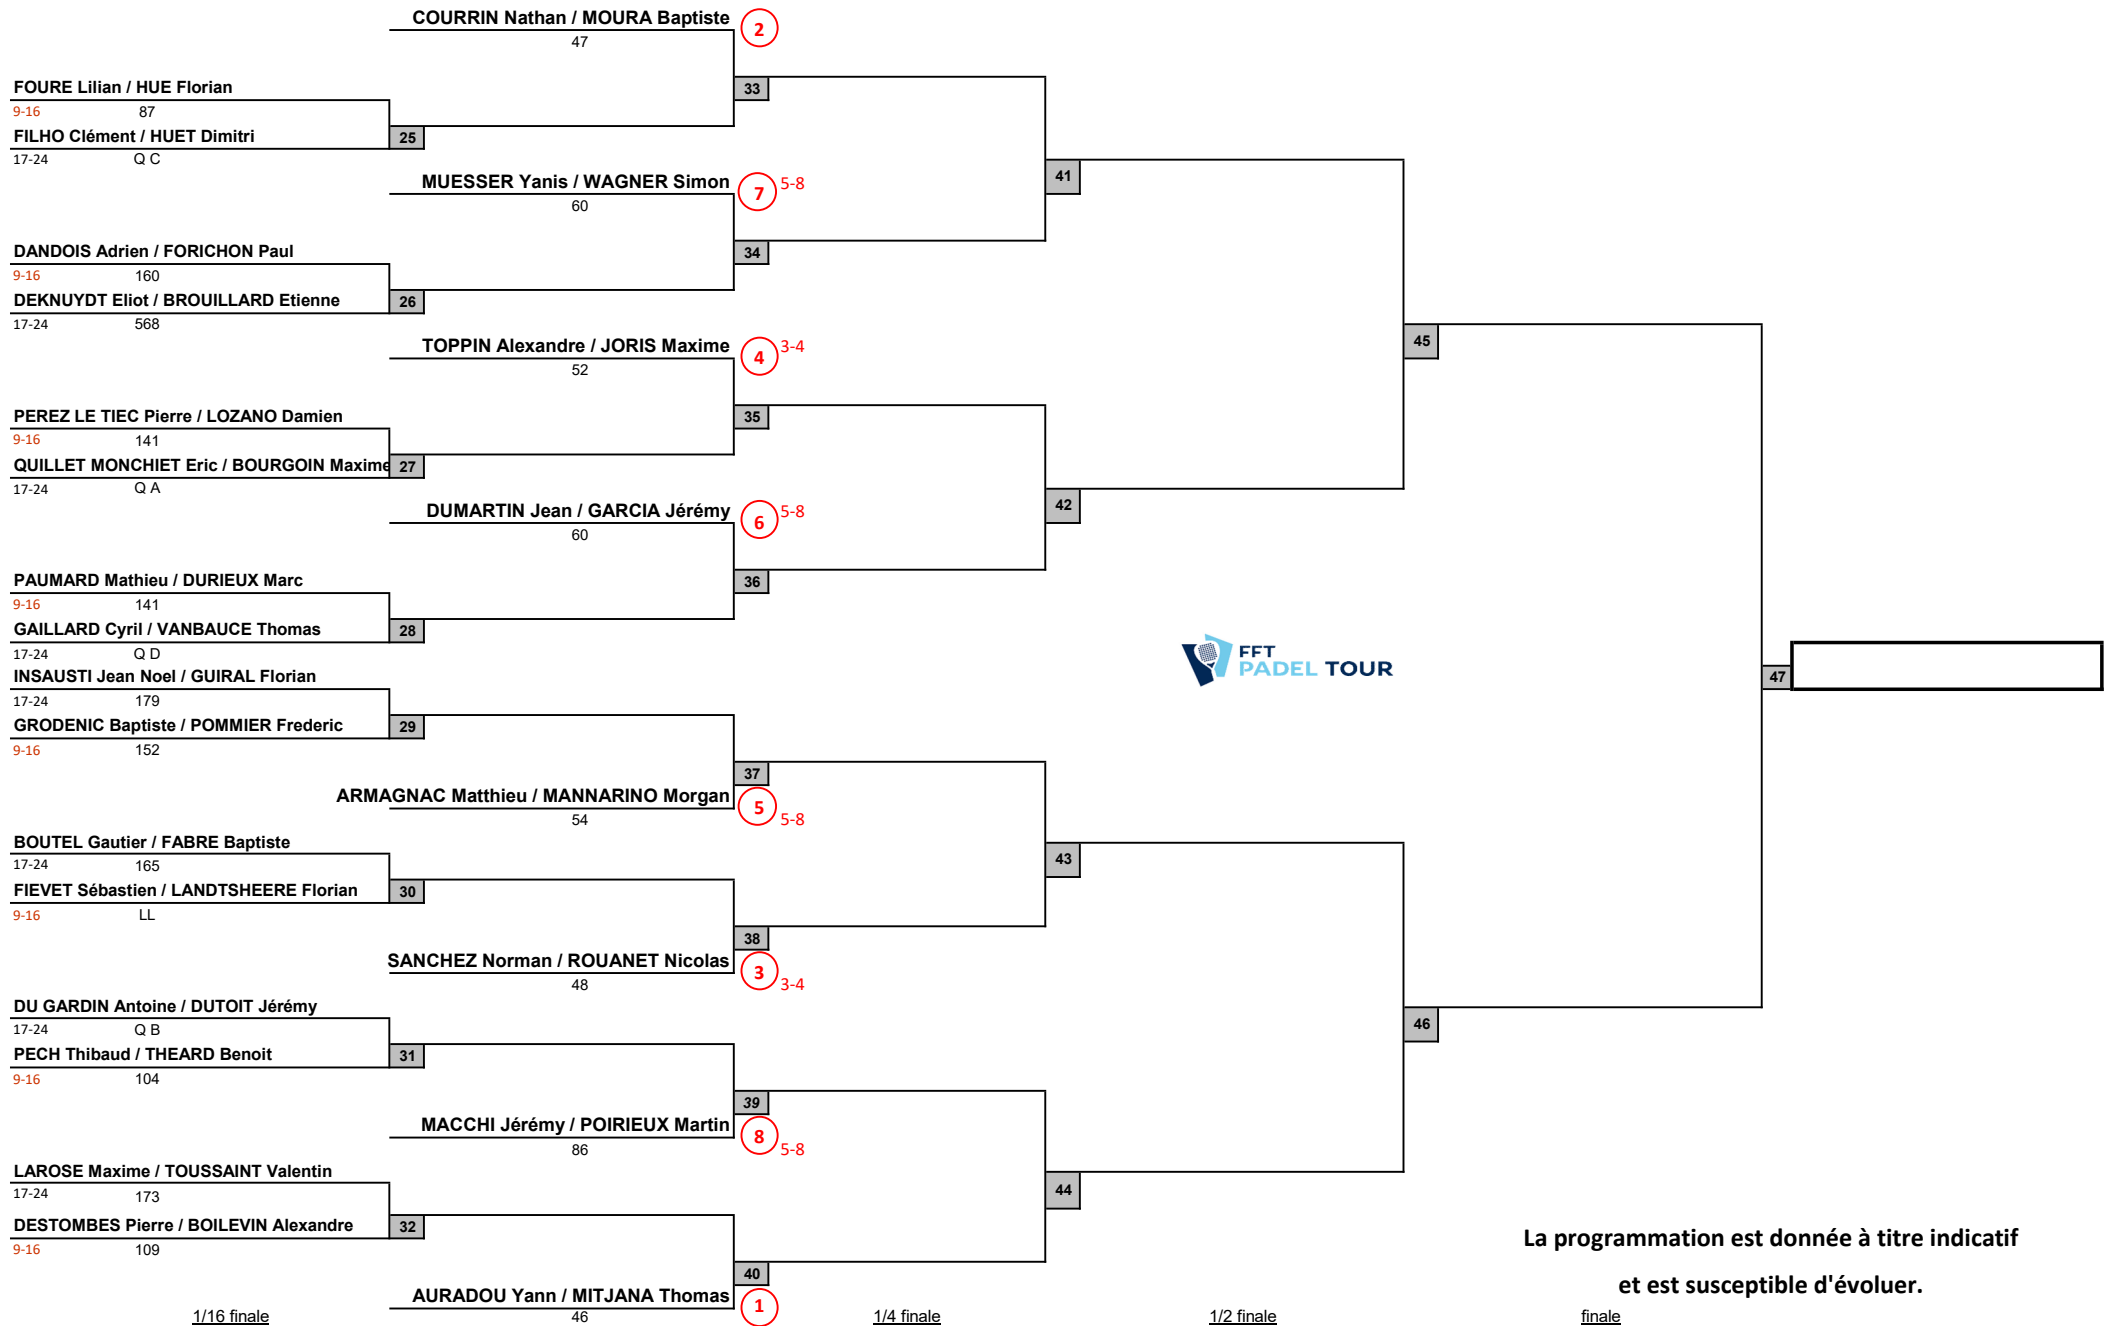 COURRIN Nathan / MOURA Baptiste 2
47
FOURE Lilian / HUE Florian 33
9-16 87
FILHO Clément / HUET Dimitri 25
17-24 Q C
MUESSER Yanis / WAGNER Simon 7 5-8 41
60
DANDOIS Adrien / FORICHON Paul 34
9-16 160
DEKNUYDT Eliot / BROUILLARD Etienne 26
17-24 568
TOPPIN Alexandre / JORIS Maxime 4 3-4 45
52
PEREZ LE TIEC Pierre / LOZANO Damien 35
9-16 141
QUILLET MONCHIET Eric / BOURGOIN Maxime 27
17-24 Q A
DUMARTIN Jean / GARCIA Jérémy 6 5-8 42
60
PAUMARD Mathieu / DURIEUX Marc 36
9-16 141
GAILLARD Cyril / VANBAUCE Thomas 28
17-24 Q D
FFT
PADEL TOUR
INSAUSTI Jean Noel / GUIRAL Florian 47
17-24 179
GRODENIC Baptiste / POMMIER Frederic 29
9-16 152
37
ARMAGNAC Matthieu / MANNARINO Morgan 5 5-8
54
BOUTEL Gautier / FABRE Baptiste
17-24 165 43
FIEVET Sébastien / LANDTSHEERE Florian 30
9-16 LL
38
SANCHEZ Norman / ROUANET Nicolas 3 3-4
48
DU GARDIN Antoine / DUTOIT Jérémy
17-24 Q B 46
PECH Thibaud / THEARD Benoit 31
9-16 104
39
MACCHI Jérémy / POIRIEUX Martin 8 5-8
86
LAROSE Maxime / TOUSSAINT Valentin
17-24 173 44
DESTOMBES Pierre / BOILEVIN Alexandre 32
9-16 109
La programmation est donnée à titre indicatif
et est susceptible d'évoluer.
40
AURADOU Yann / MITJANA Thomas 1
46
1/16 finale 1/4 finale 1/2 finale finale